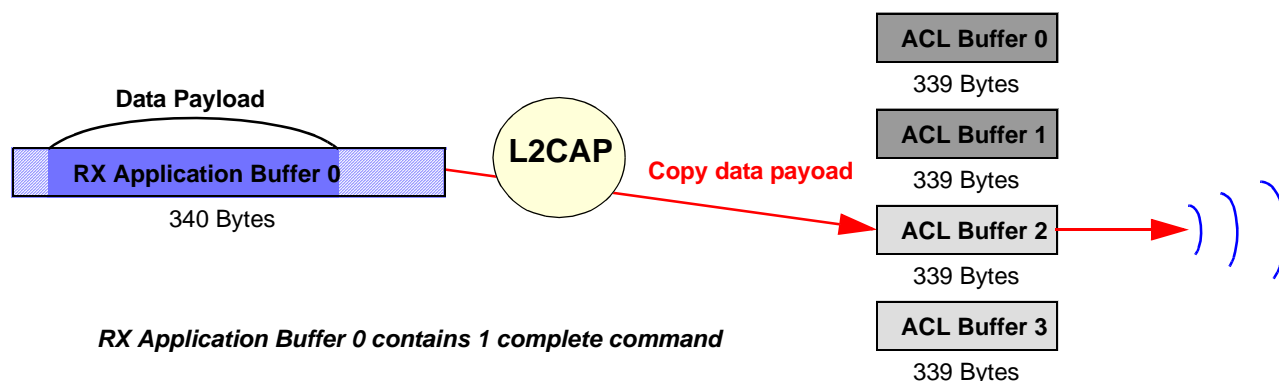 ACL Buffer 0
339 Bytes
Data Payload
ACL Buffer 1
L2CAP
RX Application Buffer 0
Copy data payoad
339 Bytes
340 Bytes
ACL Buffer 2
339 Bytes
RX Application Buffer 0 contains 1 complete command
ACL Buffer 3
339 Bytes